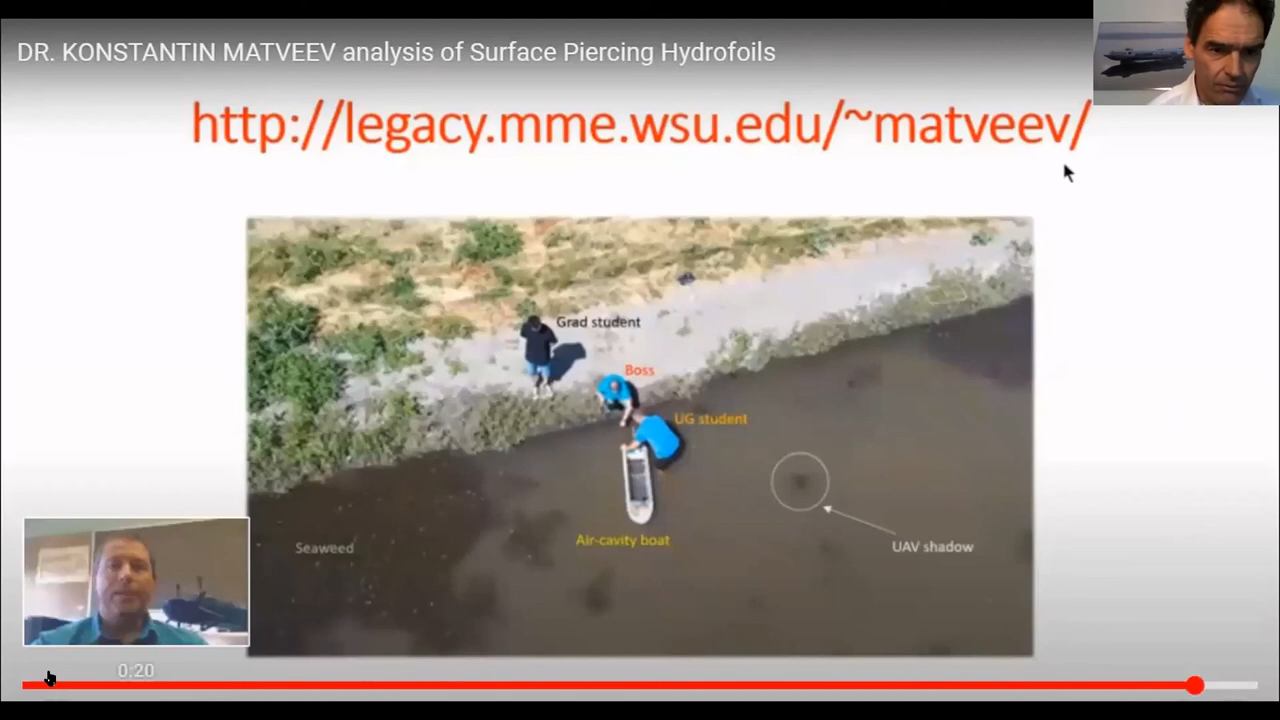 DR. KONSTANTIN MATVEEV analysis of Surface Piercing Hydrofoils
http://legacy.mme.wsu.edu/~matveev/
Grad student
Boss
UG student
Air-cavity boat
Seaweed
UAV shadow
0:20